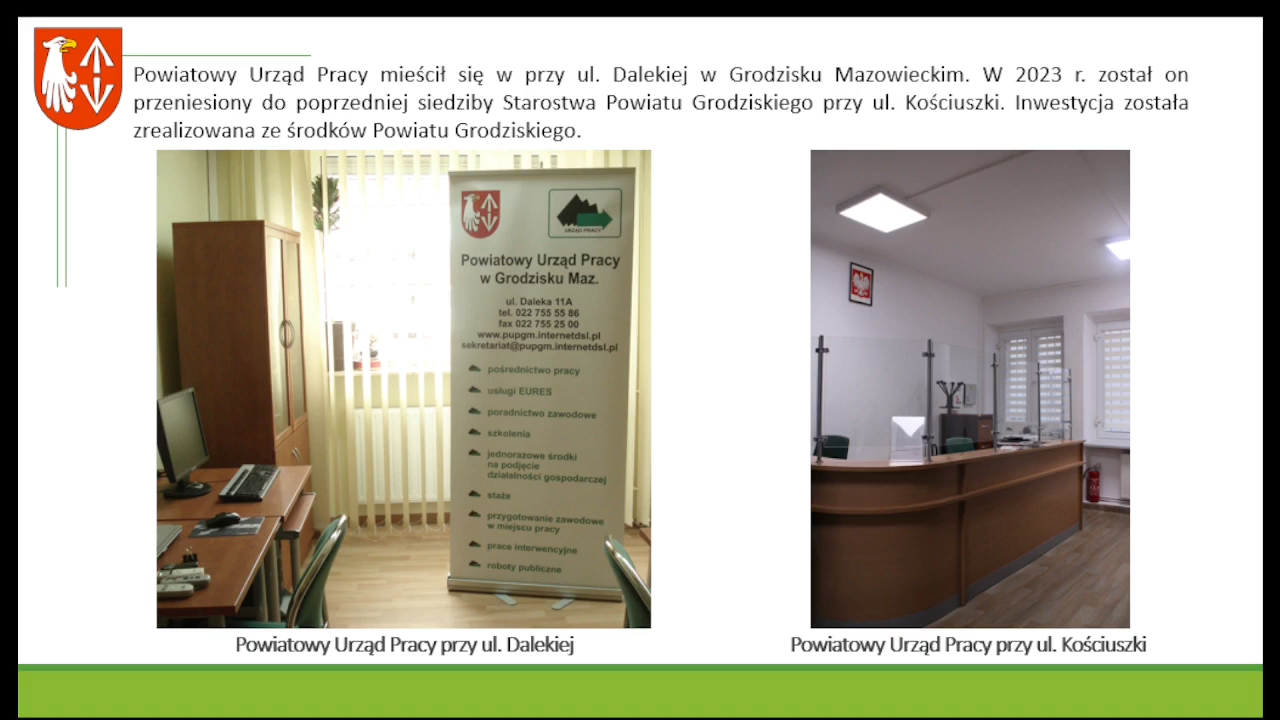 Powiatowy Urząd Pracy mieścił się w przy ul. Dalekiej w Grodzisku Mazowieckim. W 2023 r. został on
przeniesiony do poprzedniej siedziby Starostwa Powiatu Grodziskiego przy ul. Kościuszki. Inwestycja została
zrealizowana ze środków Powiatu Grodziskiego.
URZĄD PRACY
Powiatowy Urząd Pracy
w Grodzisku Maz.
ul. Daleka 11A
tel. 022 755 55 86
fax 022 755 25 00
www.pupgm.internetdsl.pl
sekretariat@pupgm.internetdsl.pl
pośrednictwo pracy
usługi EURES
poradnictwo zawodowe
szkolenia
jednorazowe środki
na podjęcie
działalności gospodarczej
staże
przygotowanie zawodowe
w miejscu pracy
prace interwencyjne
roboty publiczne
Powiatowy Urząd Pracy przy ul. Dalekiej
Powiatowy Urząd Pracy przy ul. Kościuszki